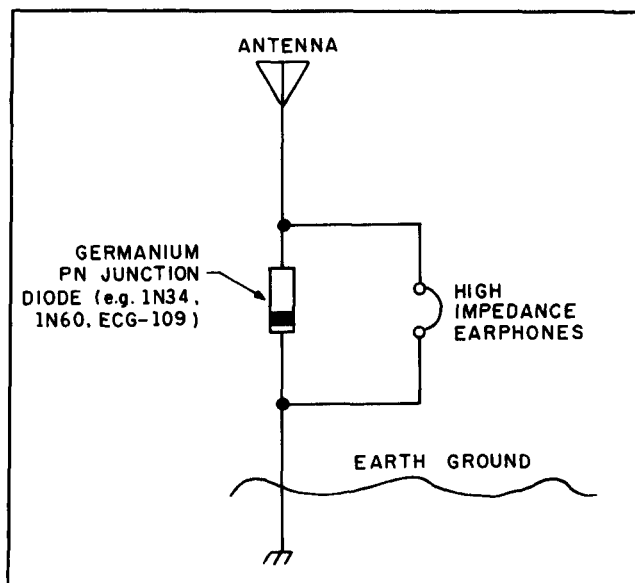 ANTENNA
GERMANIUM
PN JUNCTION
DIODE (e.g. 1N34,
1N60, ECG-109)
HIGH
IMPEDANCE
EARPHONES
EARTH GROUND